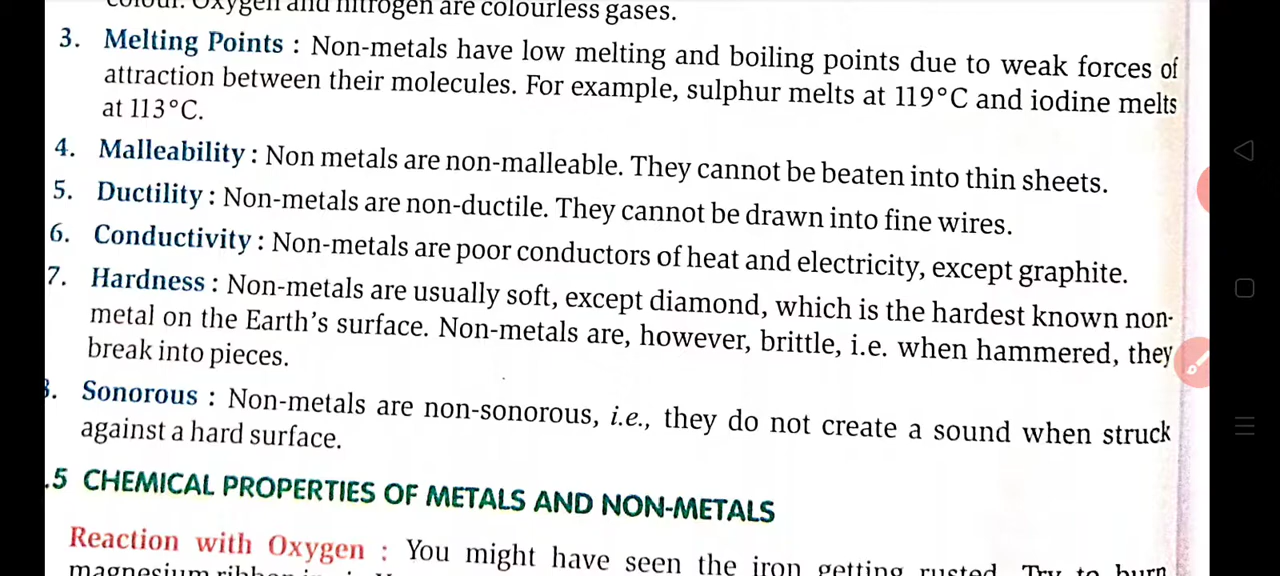 colour. Oxygen and nitrogen are colourless gases.
3. Melting Points : Non-metals have low melting and boiling points due to weak forces of
attraction between their molecules. For example, sulphur melts at 119°C and iodine melts
at 113°C.
4. Malleability : Non metals are non-malleable. They cannot be beaten into thin sheets.
5. Ductility : Non-metals are non-ductile. They cannot be drawn into fine wires.
6. Conductivity : Non-metals are poor conductors of heat and electricity, except graphite.
7. Hardness : Non-metals are usually soft, except diamond, which is the hardest known non-
metal on the Earth's surface. Non-metals are, however, brittle, i.e. when hammered, they
break into pieces.
. Sonorous : Non-metals are non-sonorous, i.e., they do not create a sound when struck
against a hard surface.
.5 CHEMICAL PROPERTIES OF METALS AND NON-METALS
Reaction with Oxygen : You might have seen the iron getting rusted. Try to burn
magnesium